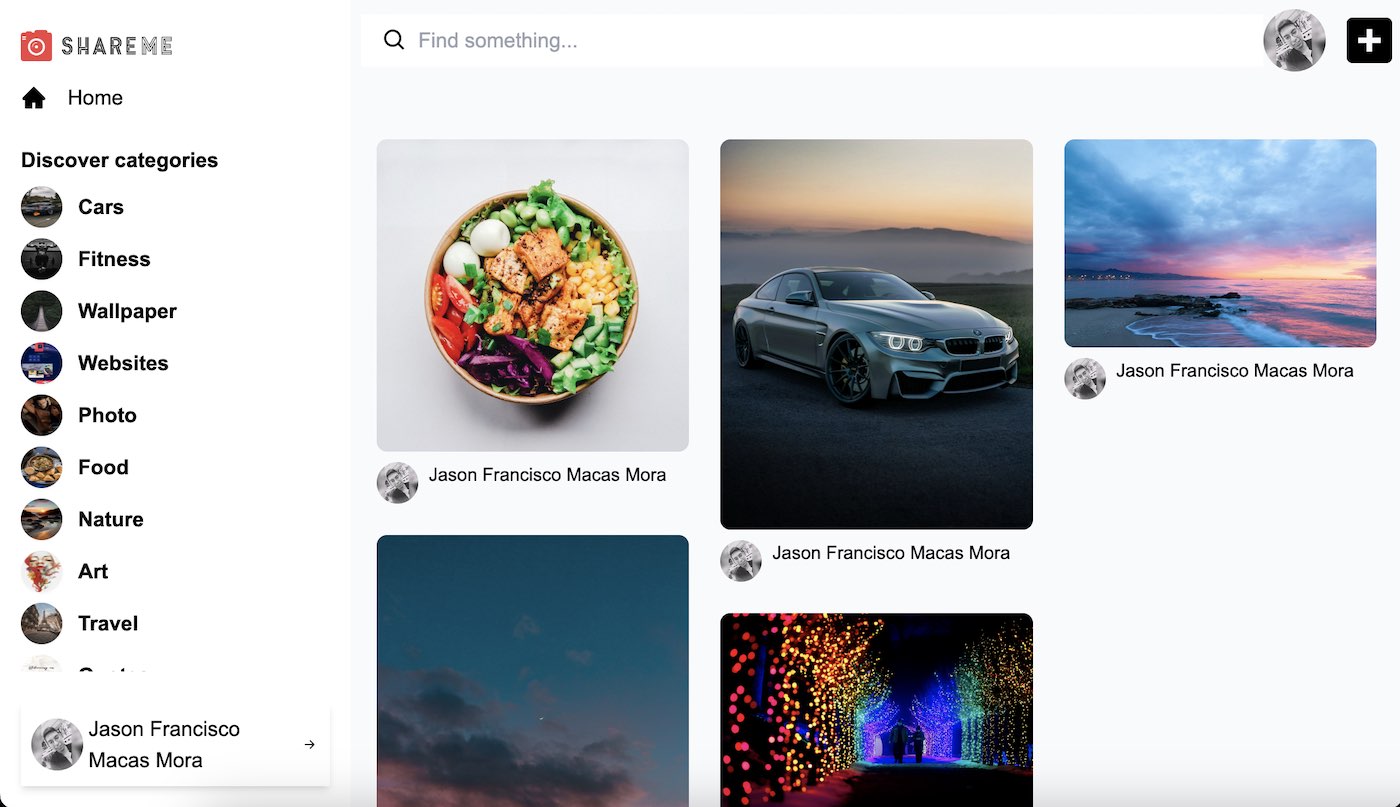 SHAREME
Find something...
Home
Discover categories
Cars
Fitness
Wallpaper
Websites
Photo
Food
Nature
Art
Travel
Jason Francisco
Macas Mora
Jason Francisco Macas Mora
Jason Francisco Macas Mora
Jason Francisco Macas Mora